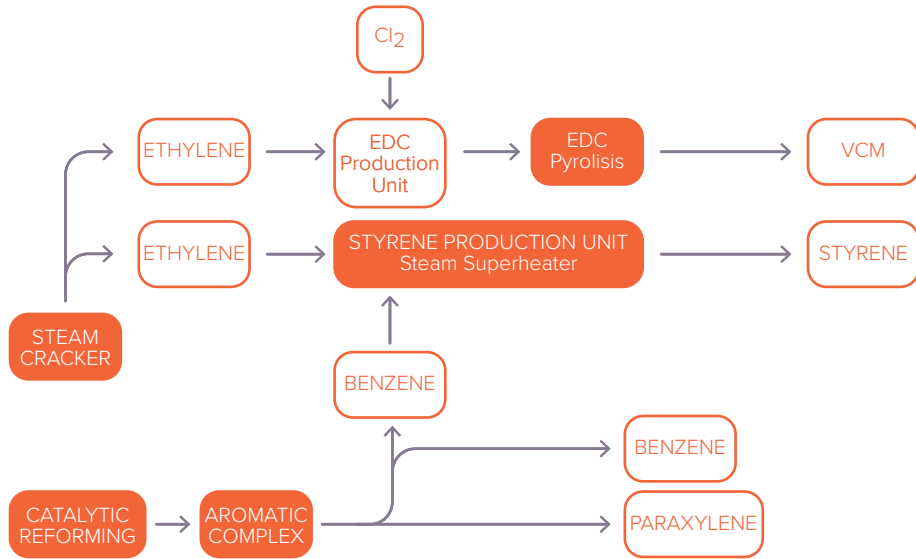 Cl2
ETHYLENE
EDC
Production
Unit
EDC
Pyrolisis
VCM
ETHYLENE
STYRENE PRODUCTION UNIT
Steam Superheater
STYRENE
STEAM
CRACKER
BENZENE
BENZENE
CATALYTIC
REFORMING
AROMATIC
COMPLEX
PARAXYLENE